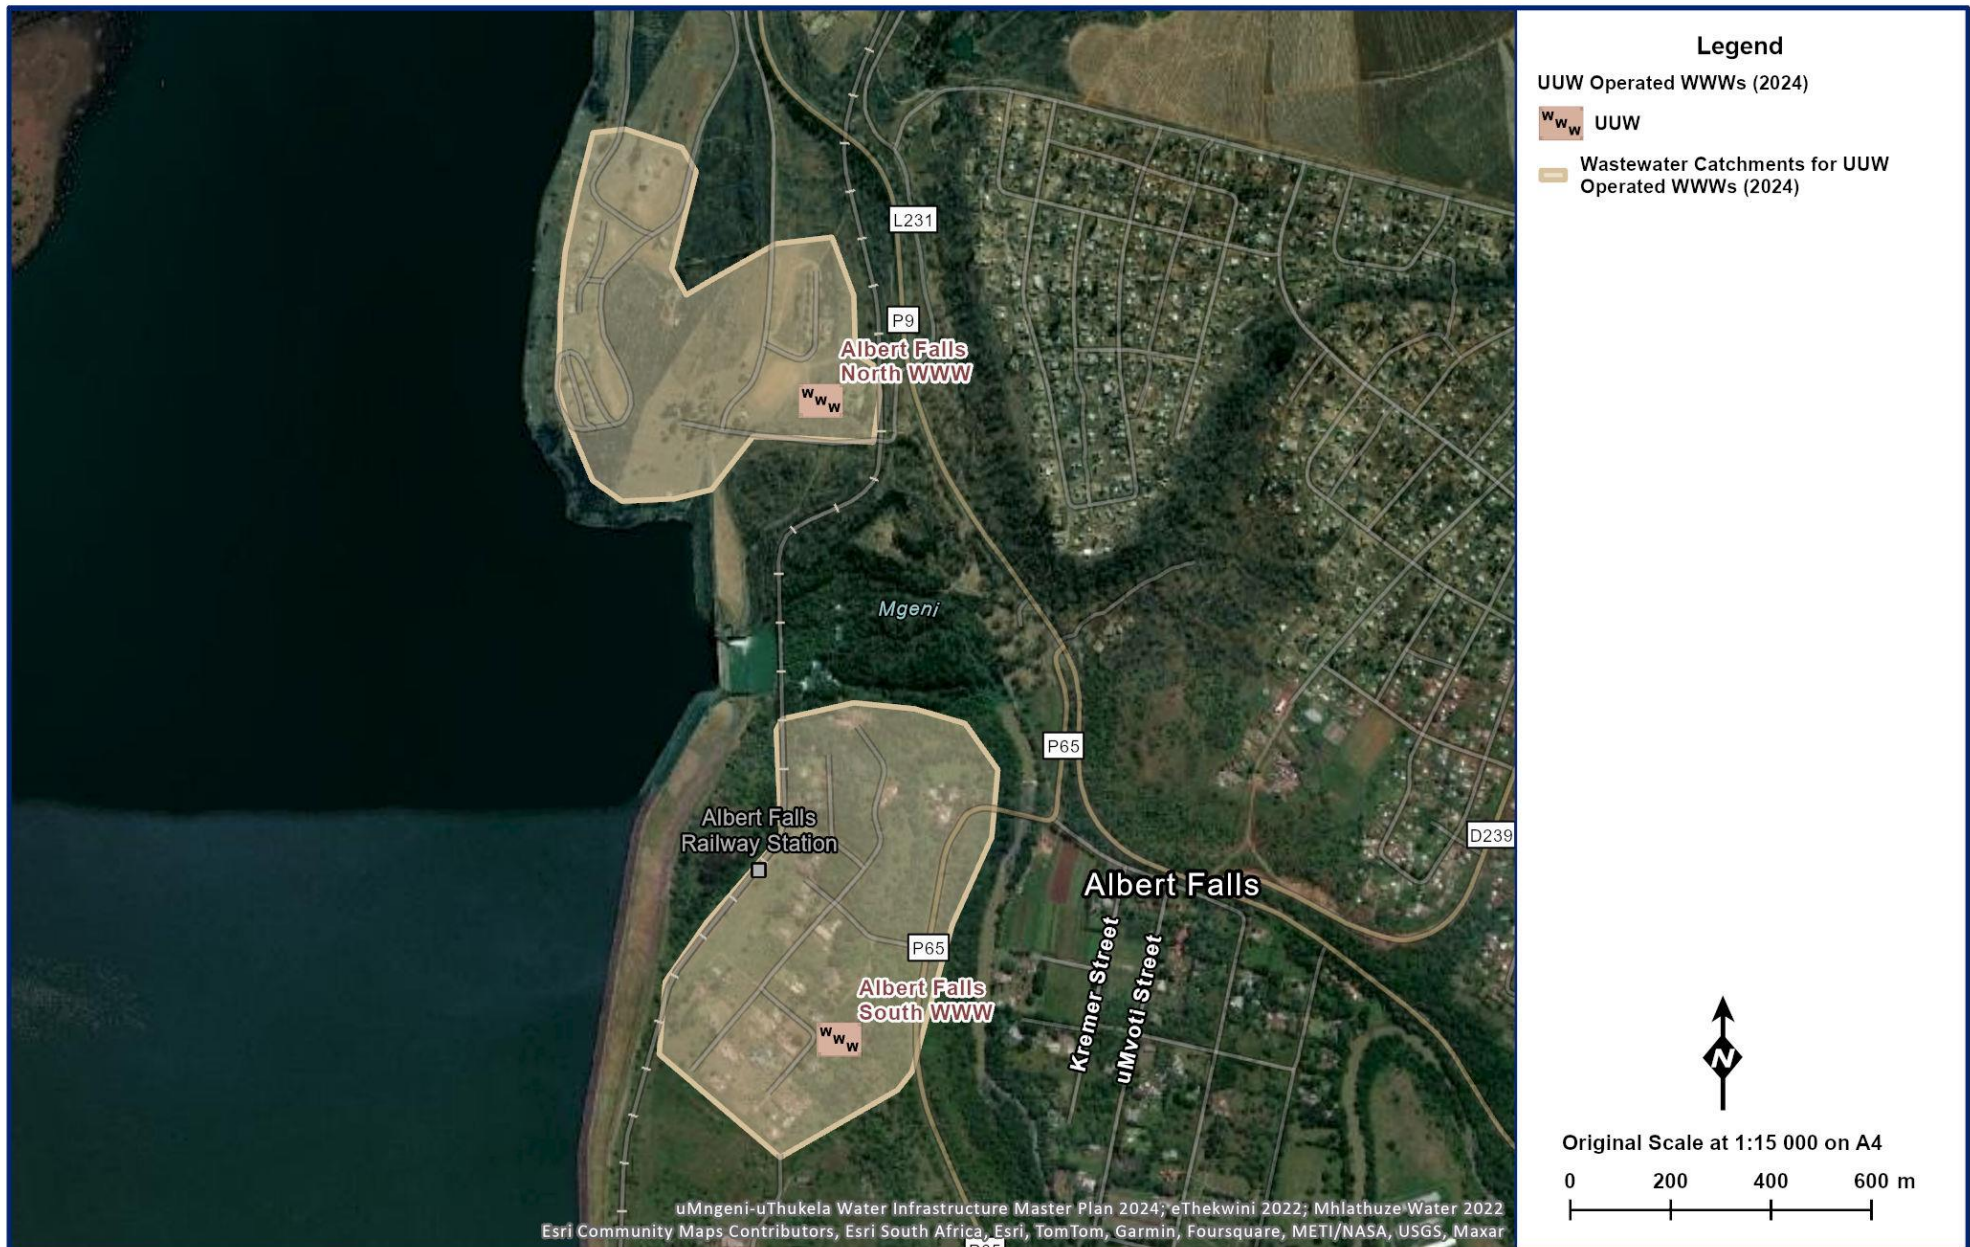 Legend
UUW Operated WWWs (2024)
W W W UUW
Wastewater Catchments for UUW
Operated WWWs (2024)
L231
P9
Albert Falls
North WWW
W W W
Mgeni
P65
Albert Falls
Railway Station
D239
Albert Falls
Kremer Street
uMvoti Street
P65
Albert Falls
South WWW
W W W
N
Original Scale at 1:15 000 on A4
0 200 400 600 m
uMngeni-uThukela Water Infrastructure Master Plan 2024; eThekwini 2022; Mhlathuze Water 2022
Esri Community Maps Contributors, Esri South Africa, Esri, TomTom, Garmin, Foursquare, METI/NASA, USGS, Maxar